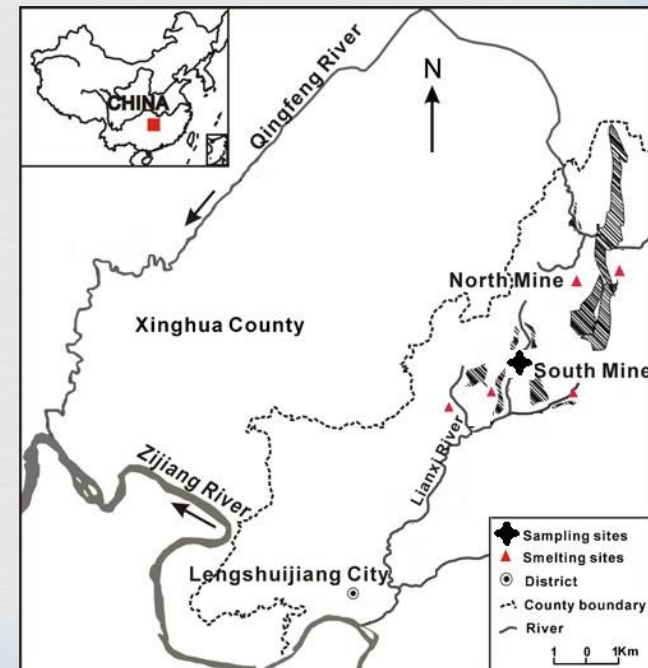 CHINA
Qingfeng River
N
North Mine
Xinghua County
South Mine
Zijiang River
Lianxi River
Lengshuijiang City
Sampling sites
Smelting sites
District
County boundary
River
1 0 1Km